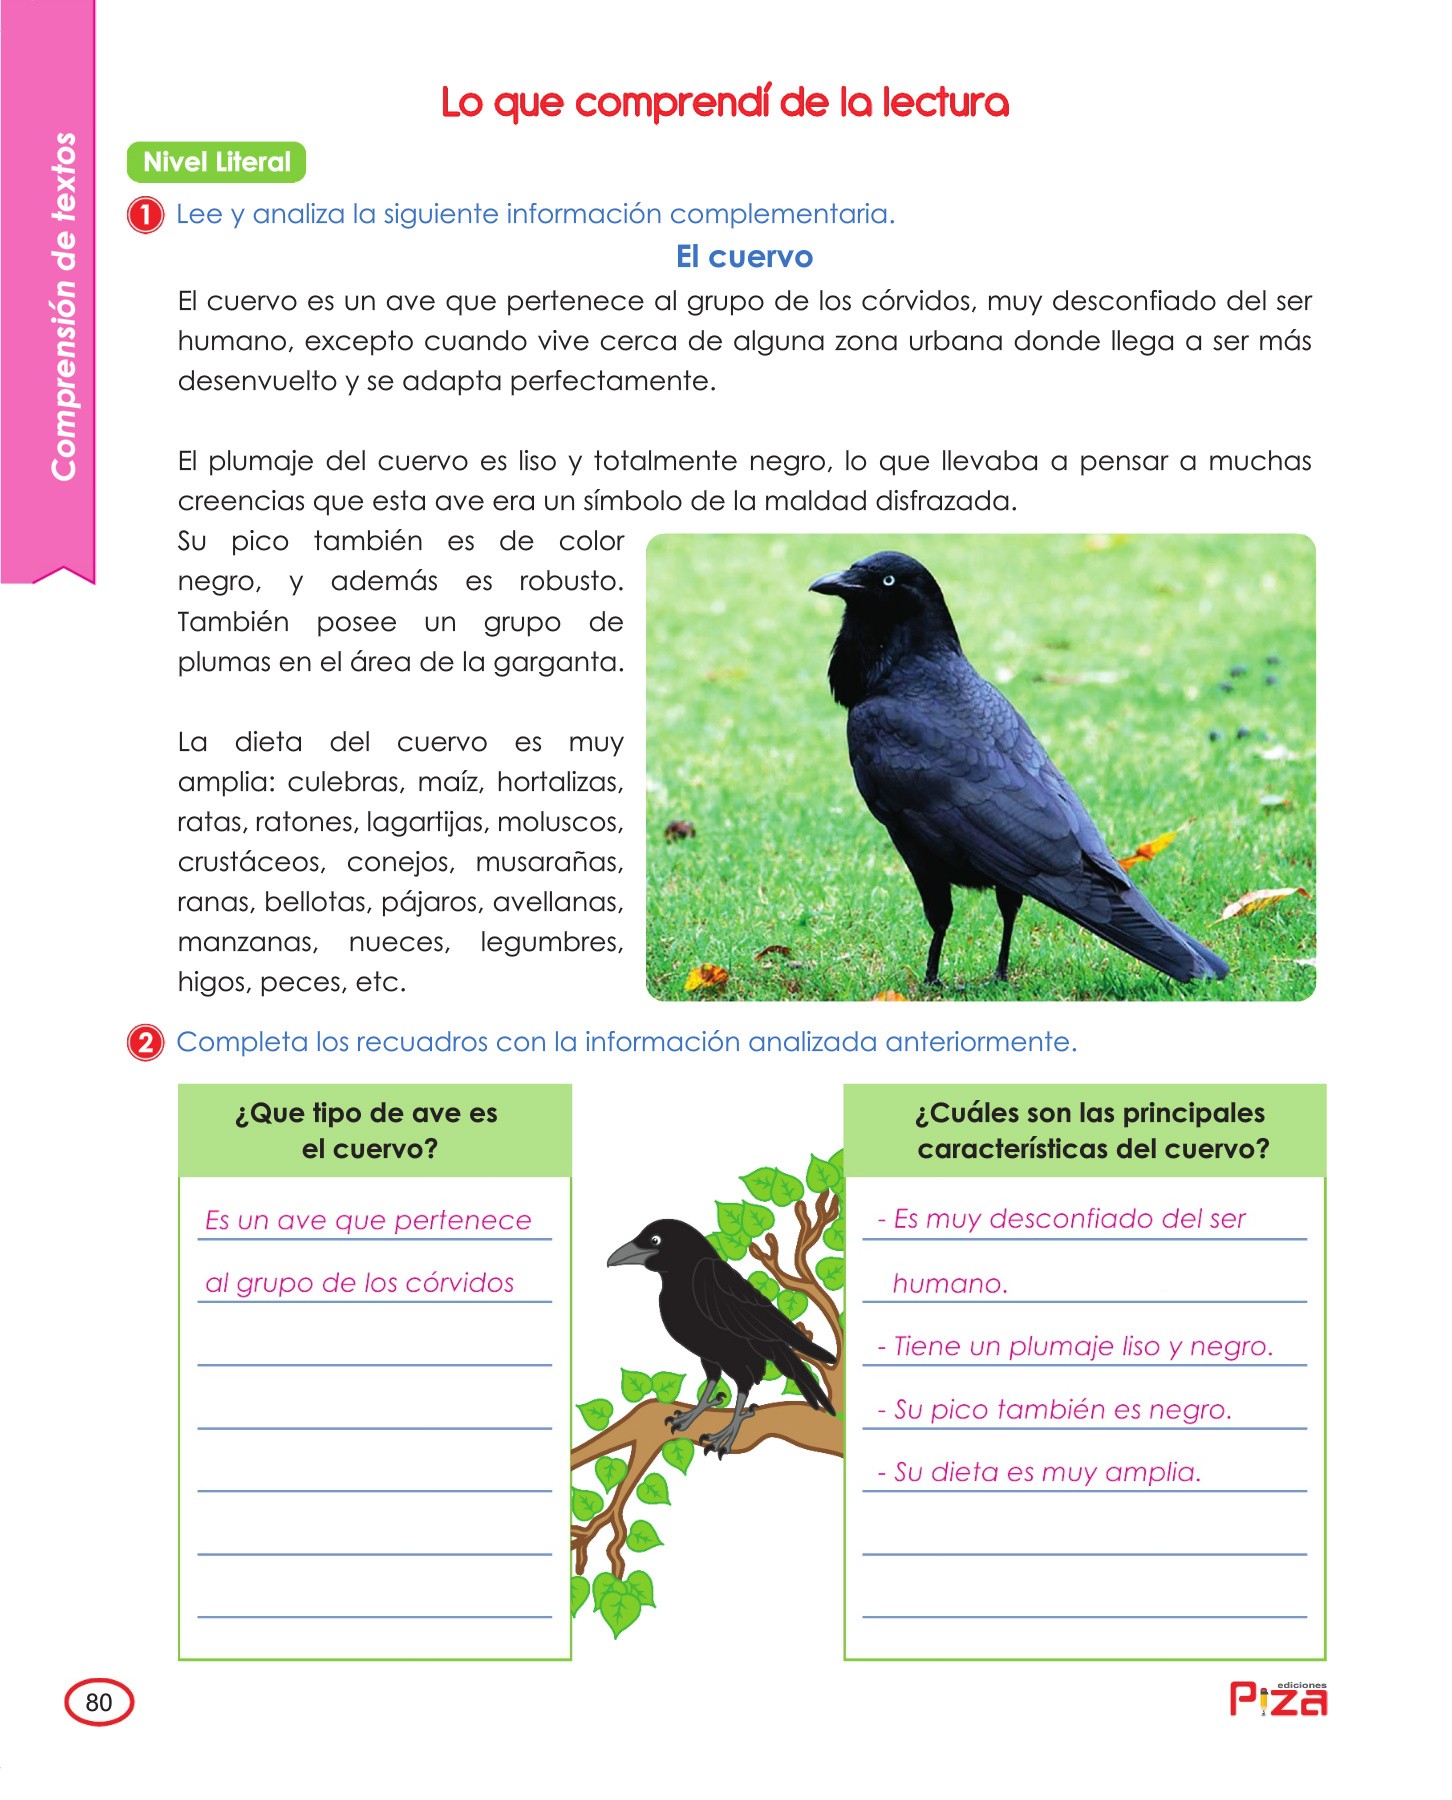 Comprensión de textos
Lo que comprendí de la lectura
Nivel Literal
1 Lee y analiza la siguiente información complementaria.
El cuervo
El cuervo es un ave que pertenece al grupo de los córvidos, muy desconfiado del ser
humano, excepto cuando vive cerca de alguna zona urbana donde llega a ser más
desenvuelto y se adapta perfectamente.
El plumaje del cuervo es liso y totalmente negro, lo que llevaba a pensar a muchas
creencias que esta ave era un símbolo de la maldad disfrazada.
Su pico también es de color
negro, y además es robusto.
También posee un grupo de
plumas en el área de la garganta.
La dieta del cuervo es muy
amplia: culebras, maíz, hortalizas,
ratas, ratones, lagartijas, moluscos,
crustáceos, conejos, musarañas,
ranas, bellotas, pájaros, avellanas,
manzanas, nueces, legumbres,
higos, peces, etc.
2 Completa los recuadros con la información analizada anteriormente.
¿Que tipo de ave es
el cuervo?
Es un ave que pertenece
al grupo de los córvidos
¿Cuáles son las principales
características del cuervo?
- Es muy desconfiado del ser
humano.
- Tiene un plumaje liso y negro.
- Su pico también es negro.
- Su dieta es muy amplia.
80
ediciones
Piza